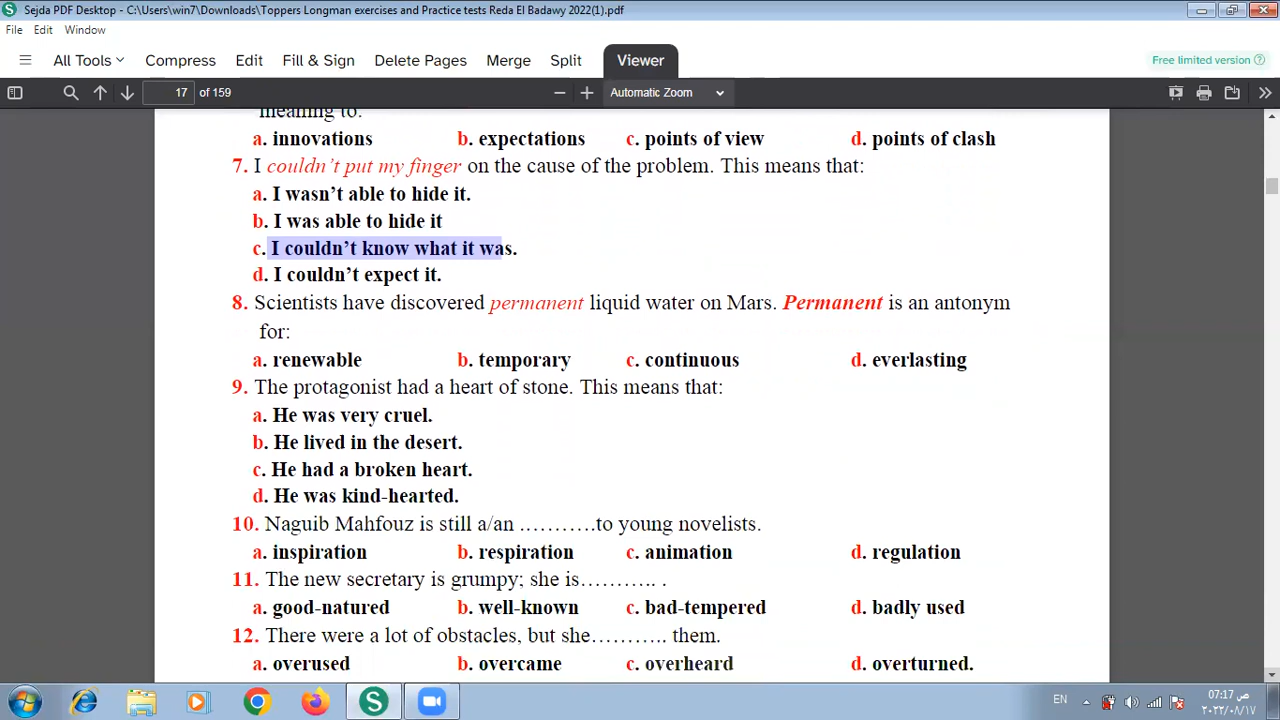 Sejda PDF Desktop - C:\Users\win7\Downloads\Toppers Longman exercises and Practice tests Reda El Badawy 2022(1).pdf
File Edit Window
All Tools Compress Edit Fill & Sign Delete Pages Merge Split Viewer Free limited version
17 of 159 Automatic Zoom
meaning to:
a. innovations b. expectations c. points of view d. points of clash
7. I couldn't put my finger on the cause of the problem. This means that:
a. I wasn't able to hide it.
b. I was able to hide it
c. I couldn't know what it was.
d. I couldn't expect it.
8. Scientists have discovered permanent liquid water on Mars. Permanent is an antonym
for:
a. renewable b. temporary c. continuous d. everlasting
9. The protagonist had a heart of stone. This means that:
a. He was very cruel.
b. He lived in the desert.
c. He had a broken heart.
d. He was kind-hearted.
10. Naguib Mahfouz is still a/an ..........to young novelists.
a. inspiration b. respiration c. animation d. regulation
11. The new secretary is grumpy; she is........... .
a. good-natured b. well-known c. bad-tempered d. badly used
12. There were a lot of obstacles, but she........... them.
a. overused b. overcame c. overheard d. overturned.
EN 07:17 ص
٢٠٢٢/٠٨/١٧